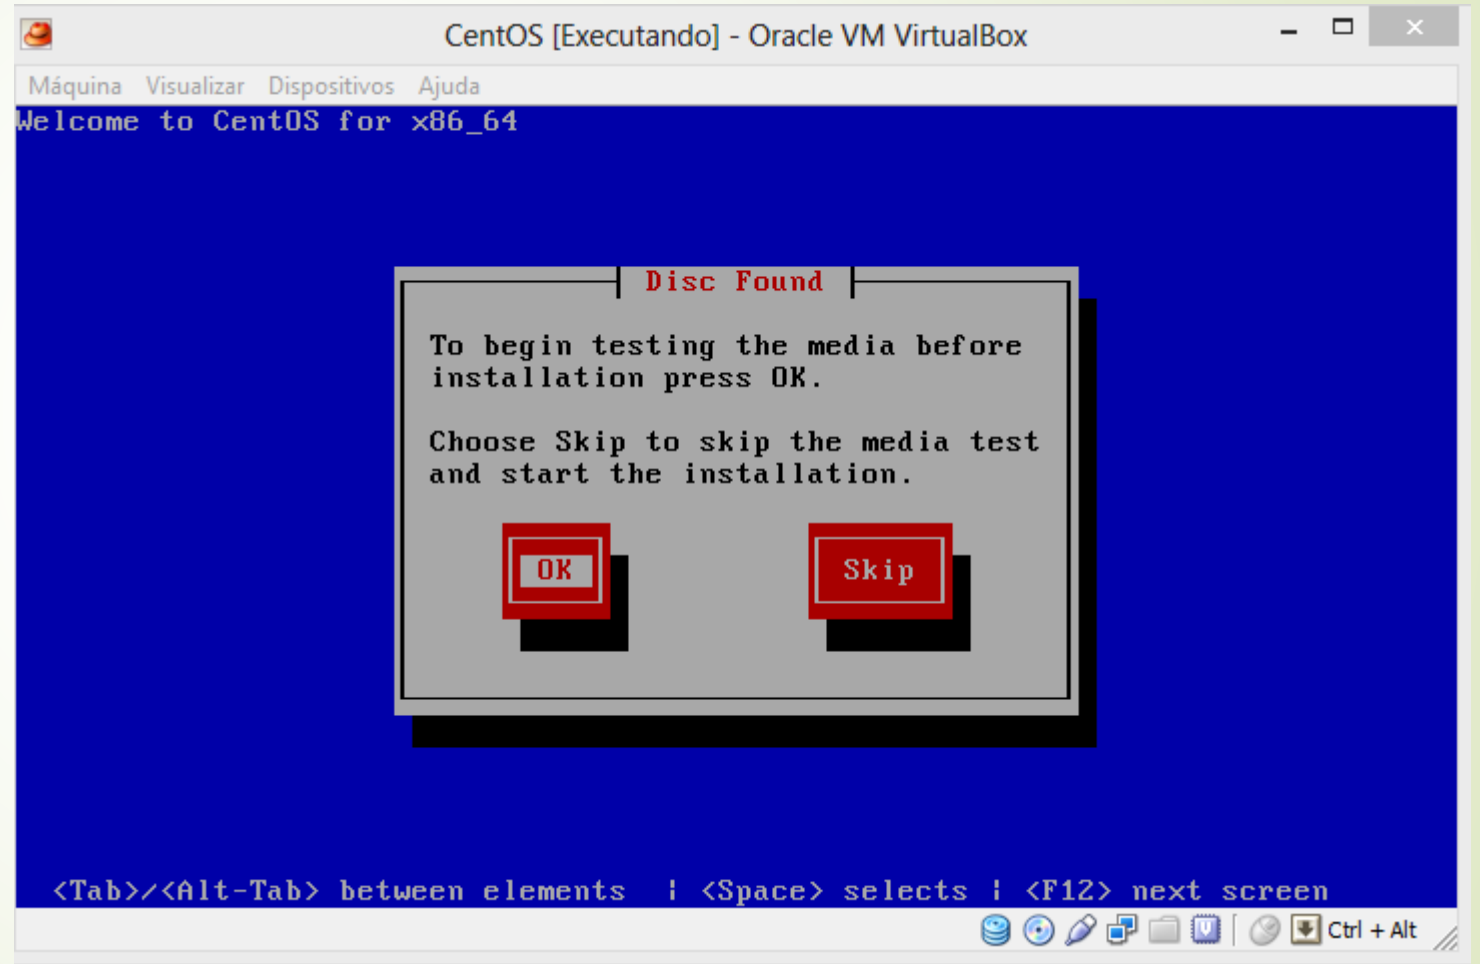 CentOS [Executando] - Oracle VM VirtualBox
Máquina Visualizar Dispositivos Ajuda
Welcome to CentOS for x86_64
Disc Found
To begin testing the media before
installation press OK.
Choose Skip to skip the media test
and start the installation.
OK Skip
<Tab>/<Alt-Tab> between elements | <Space> selects | <F12> next screen
Ctrl + Alt